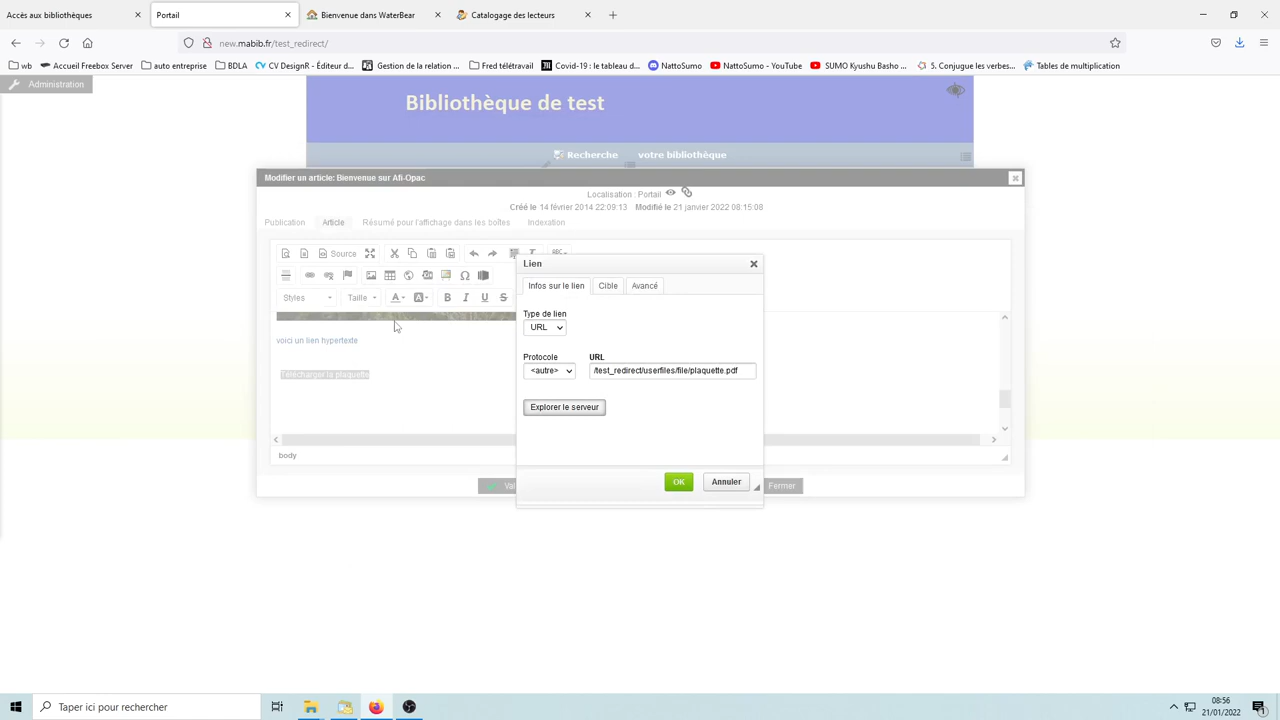 Accès aux bibliothèques
Portail
Bienvenue dans WaterBear
Catalogage des lecteurs
new.mabib.fr/test_redirect/
wb
Accueil Freebox Server
auto entreprise
BDLA
CV DesignR - Éditeur d...
Gestion de la relation ...
Fred télétravail
Covid-19 : le tableau d...
NattoSumo
NattoSumo - YouTube
SUMO Kyushu Basho ...
5. Conjugue les verbes...
Tables de multiplication
Administration
Bibliothèque de test
Recherche
votre bibliothèque
Modifier un article: Bienvenue sur Afi-Opac
Localisation : Portail
Créé le 14 février 2014 22:09:13 Modifié le 21 janvier 2022 08:15:08
Publication
Article
Résumé pour l'affichage dans les boîtes
Indexation
Source
ABC
Styles
Taille
A
A
B
I
U
S
voici un lien hypertexte
Télécharger la plaquette
body
Lien
Infos sur le lien
Cible
Avancé
Type de lien
URL
Protocole
URL
<autre>
/test_redirect/userfiles/file/plaquette.pdf
Explorer le serveur
OK
Annuler
Val
Fermer
Taper ici pour rechercher
08:56
21/01/2022